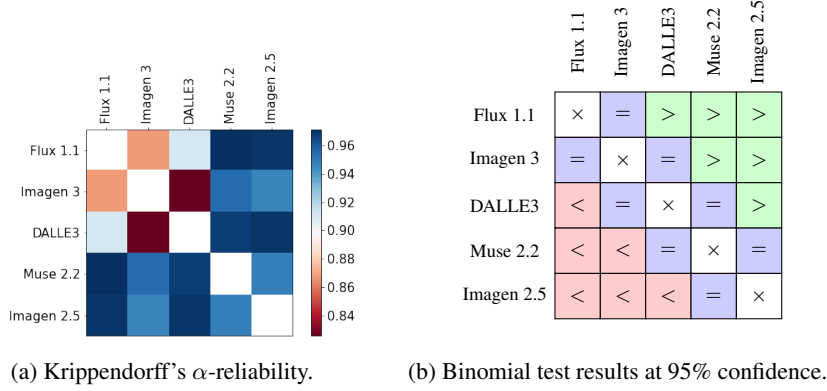 Flux 1.1
Imagen 3
DALLE3
Muse 2.2
Imagen 2.5
Flux 1.1
Imagen 3
DALLE3
Muse 2.2
Imagen 2.5
0.96
0.94
0.92
0.90
0.88
0.86
0.84
(a) Krippendorff's α-reliability.
Flux 1.1
Imagen 3
DALLE3
Muse 2.2
Imagen 2.5
Flux 1.1 × = > > >
Imagen 3 = × = > >
DALLE3 < = × = >
Muse 2.2 < < = × =
Imagen 2.5 < < < = ×
(b) Binomial test results at 95% confidence.